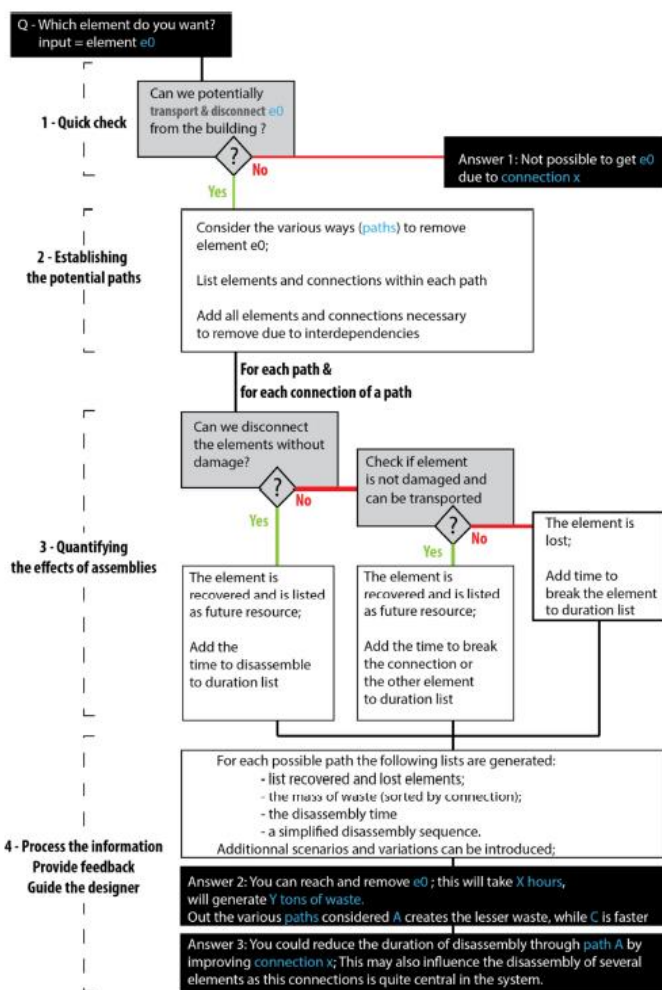 Q - Which element do you want?
input = element e0
1 - Quick check
Can we potentially
transport & disconnect e0
from the building ?
?
No
Yes
Answer 1: Not possible to get e0
due to connection x
2 - Establishing
the potential paths
Consider the various ways (paths) to remove
element e0;
List elements and connections within each path
Add all elements and connections necessary
to remove due to interdependencies
For each path &
for each connection of a path
3 - Quantifying
the effects of assemblies
Can we disconnect
the elements without
damage?
?
No
Yes
Check if element
is not damaged and
can be transported
?
No
Yes
The element is
recovered and is listed
as future resource;
Add the
time to disassemble
to duration list
The element is
recovered and is listed
as future resource;
Add the time to break
the connection or
the other element
to duration list
The element is
lost;
Add time to
break the element
to duration list
4 - Process the information
Provide feedback
Guide the designer
For each possible path the following lists are generated:
- list recovered and lost elements;
- the mass of waste (sorted by connection);
- the disassembly time
- a simplified disassembly sequence.
Additionnal scenarios and variations can be introduced;
Answer 2: You can reach and remove e0 ; this will take X hours,
will generate Y tons of waste.
Out the various paths considered A creates the lesser waste, while C is faster
Answer 3: You could reduce the duration of disassembly through path A by
improving connection x; This may also influence the disassembly of several
elements as this connections is quite central in the system.